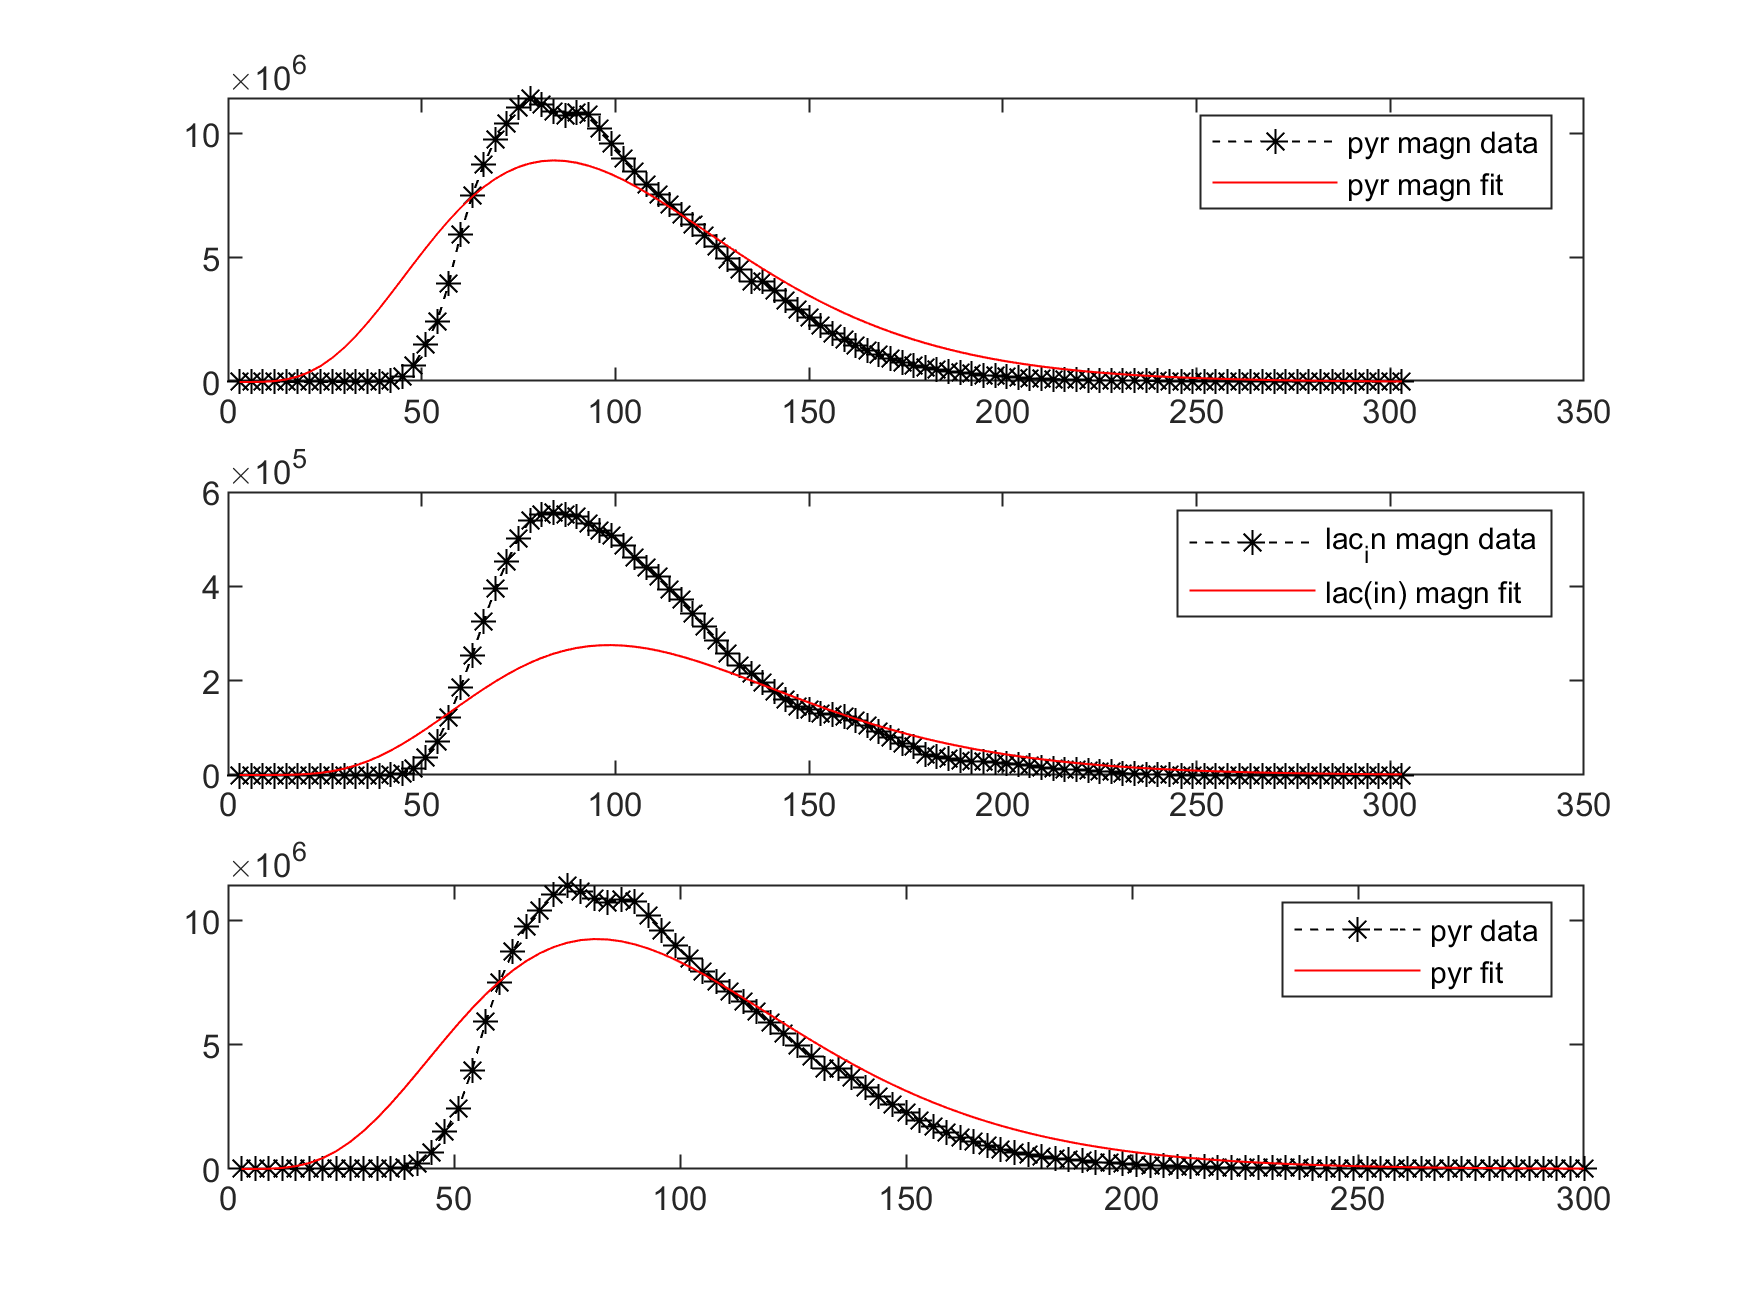 ×10^6
10
5
0
0 50 100 150 200 250 300 350
pyr magn data
pyr magn fit
×10^5
6
4
2
0
0 50 100 150 200 250 300 350
lac_in magn data
lac(in) magn fit
×10^6
10
5
0
0 50 100 150 200 250 300
pyr data
pyr fit